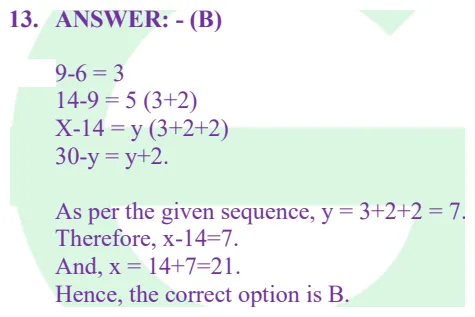 13. ANSWER: - (B)
9-6 = 3
14-9 = 5 (3+2)
X-14 = y (3+2+2)
30-y = y+2.
As per the given sequence, y = 3+2+2 = 7.
Therefore, x-14=7.
And, x = 14+7=21.
Hence, the correct option is B.